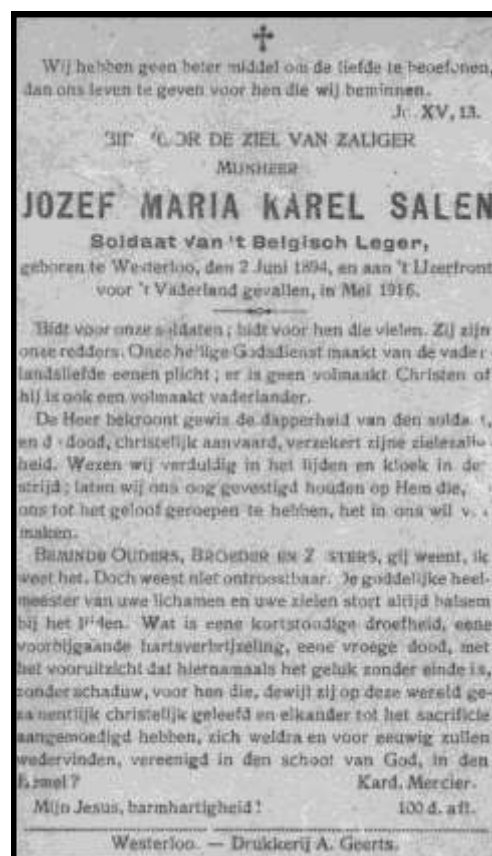 Wij hebben geen beter middel om de liefde te beoefenen,
dan ons leven te geven voor hen die wij beminnen.
XV, 13.
DE ZIEL VAN ZALIGER
MIJNHEER
JOZEF MARIA KAREL SALEN
Soldaat van 't Belgisch Leger,
geboren te Westerloo, den 2 Juni 1894, en aan 't IJzerfront
voor 't Vaderland gevallen, in Mei 1916.
Bidt voor onze soldaten; bidt voor hen die vielen. Zij zijn
onze redders. Onze heilige Godsdienst maakt van de vader-
landsliefde eenen plicht; er is geen volmaakt Christen of
hij is ook een volmaakt vaderlander.
De Heer bekroont gewis de dapperheid van den
en dood, christelijk aanvaard, verzekert zijne
heid. Wezen wij verduldig in het lijden en kloek in de
strijd; laten wij ons oog gevestigd houden op Hem die,
ons tot het geloof geroepen te hebben, het in ons wil
maken.
BEMINDE OUDERS, BROEDER EN ZUSTERS, gij weent, ik
weet het. Doch weest niet ontroostbaar. De goddelijke heel-
meester van uwe lichamen en uwe zielen stort altijd balsem
bij het lijden. Wat is eene kortstondige droefheid, eene
voorbijgaande hartsverbrijzeling, eene vroege dood, met
het vooruitzicht dat hiernamaals het geluk zonder einde is,
zonder schaduw, voor hen die, dewijl zij op deze wereld ge-
zamentlijk christelijk geleefd en elkander tot het sacrificie
aangemoedigd hebben, zich weldra en voor eeuwig zullen
wedervinden, vereenigd in den schoot van God, in den
Hemel? Kard. Mercier.
Mijn Jesus, barmhartigheid! 100 d. afl.
Westerloo. — Drukkerij A. Geerts.